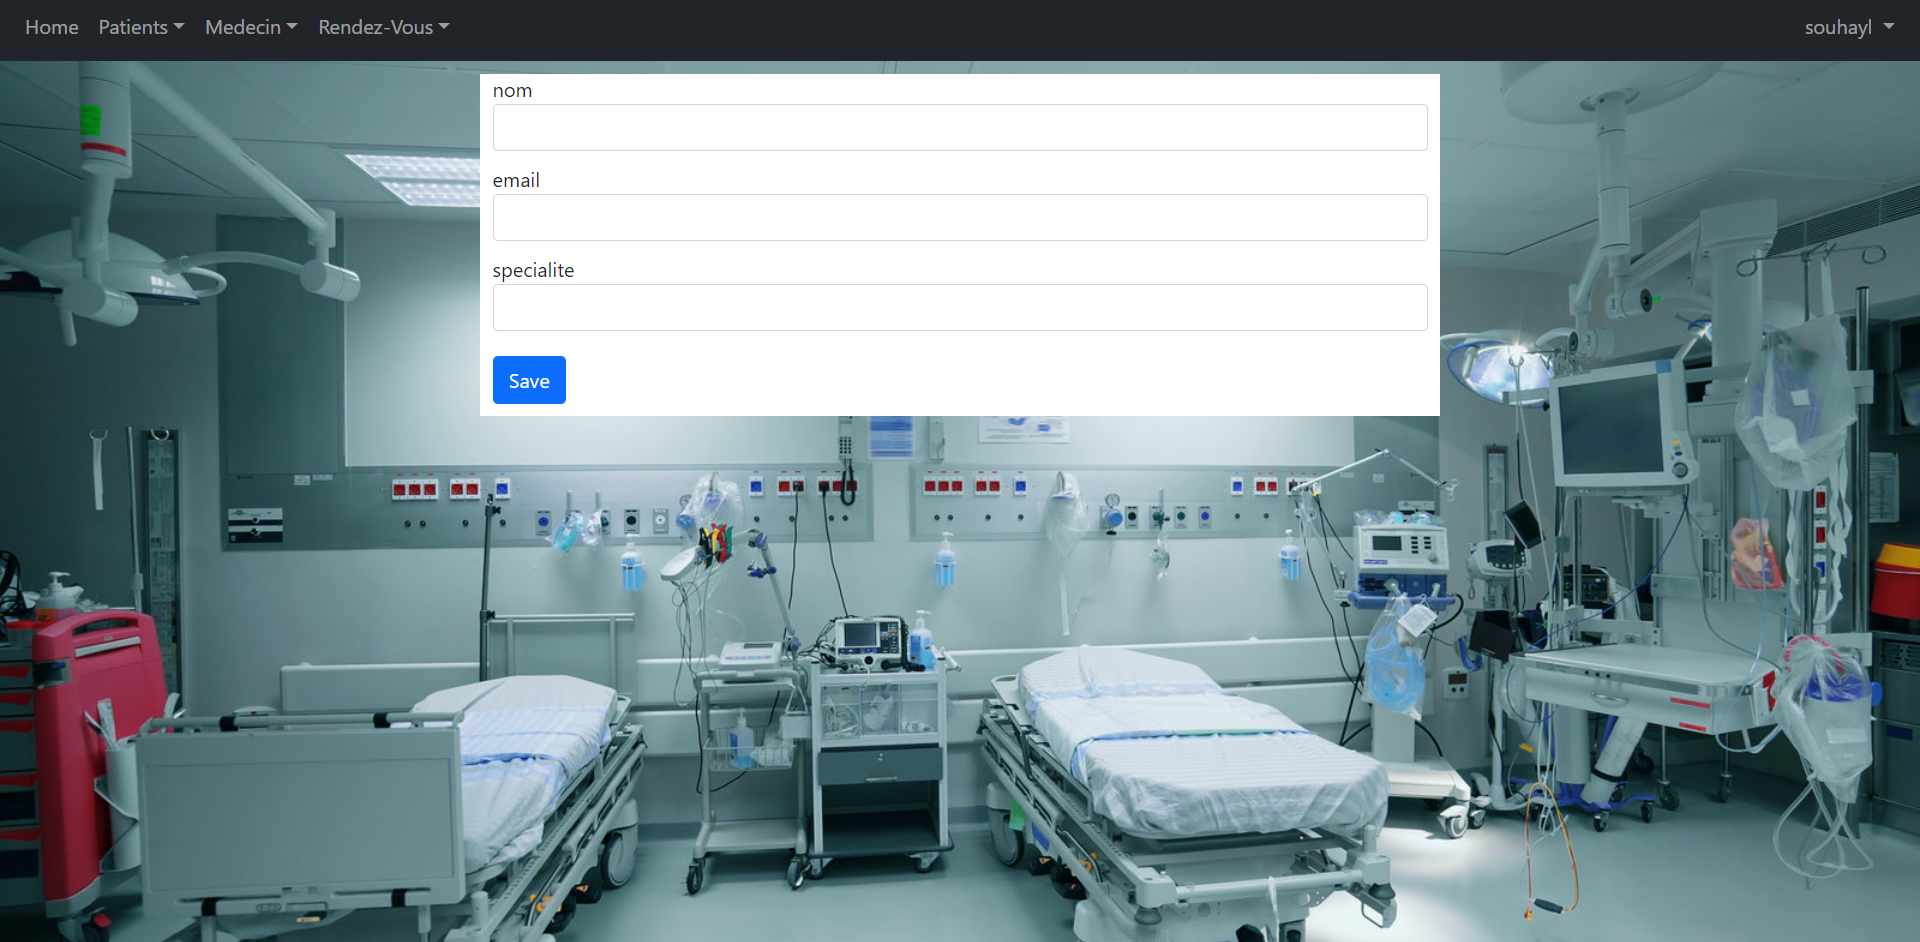 Home Patients Medecin Rendez-Vous souhayl
nom
email
specialite
Save